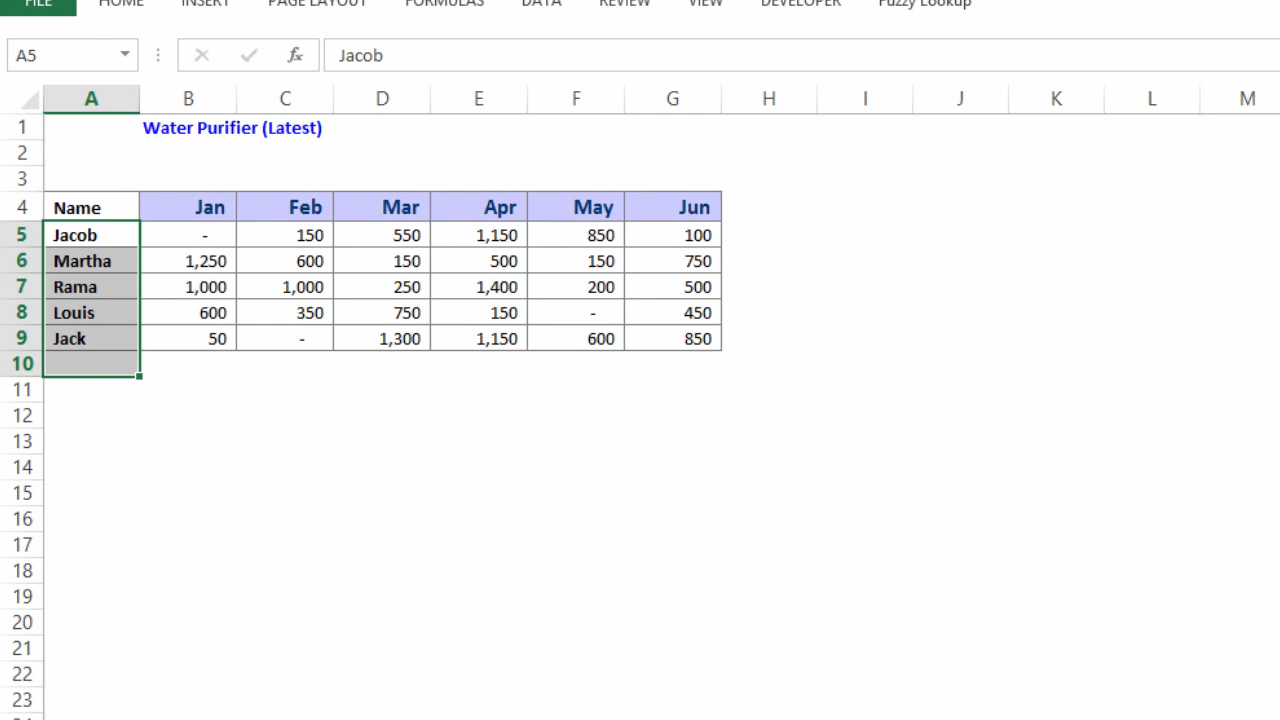 FILE HOME INSERT PAGE LAYOUT FORMULAS DATA REVIEW VIEW DEVELOPER Fuzzy Lookup
A5 fx Jacob
A B C D E F G H I J K L M
1 Water Purifier (Latest)
2
3
4 Name Jan Feb Mar Apr May Jun
5 Jacob - 150 550 1,150 850 100
6 Martha 1,250 600 150 500 150 750
7 Rama 1,000 1,000 250 1,400 200 500
8 Louis 600 350 750 150 - 450
9 Jack 50 - 1,300 1,150 600 850
10
11
12
13
14
15
16
17
18
19
20
21
22
23